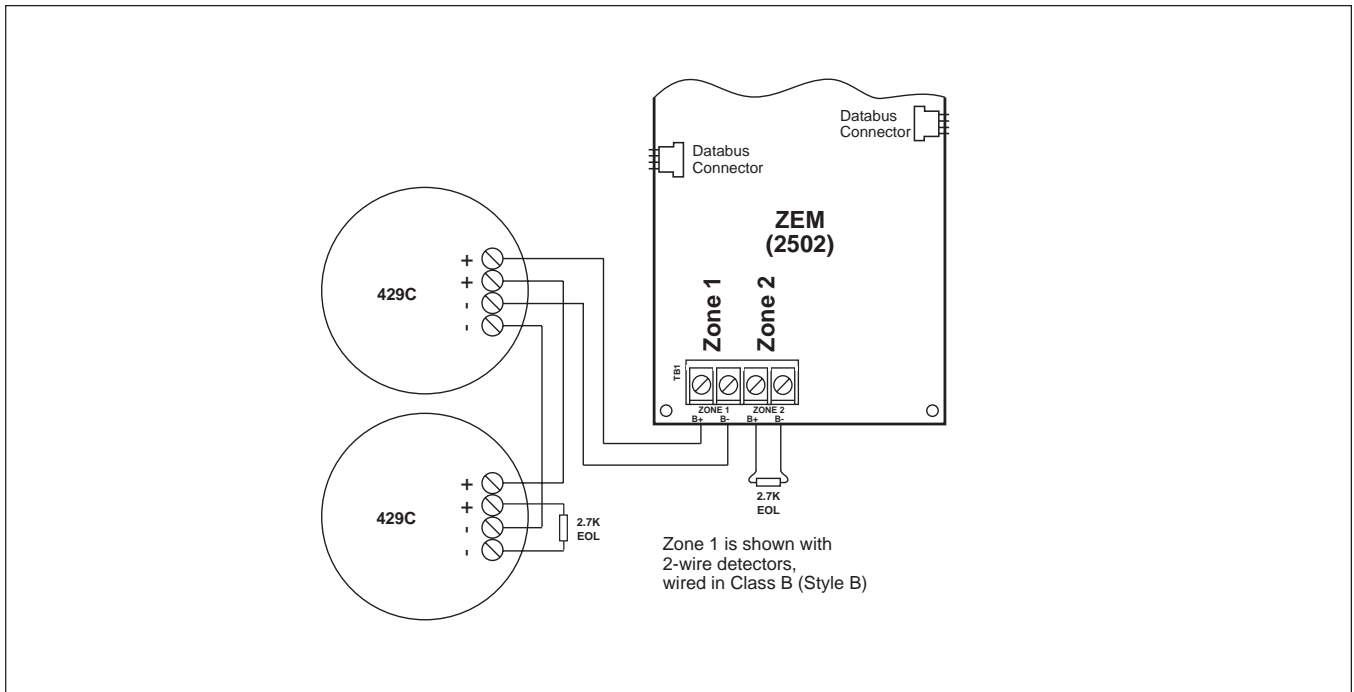 Databus
Connector
Databus
Connector
ZEM
(2502)
Zone 1
Zone 2
TB1
ZONE 1
ZONE 2
B+
B-
B+
B-
2.7K
EOL
429C
+
+
-
-
429C
+
+
-
-
2.7K
EOL
Zone 1 is shown with
2-wire detectors,
wired in Class B (Style B)